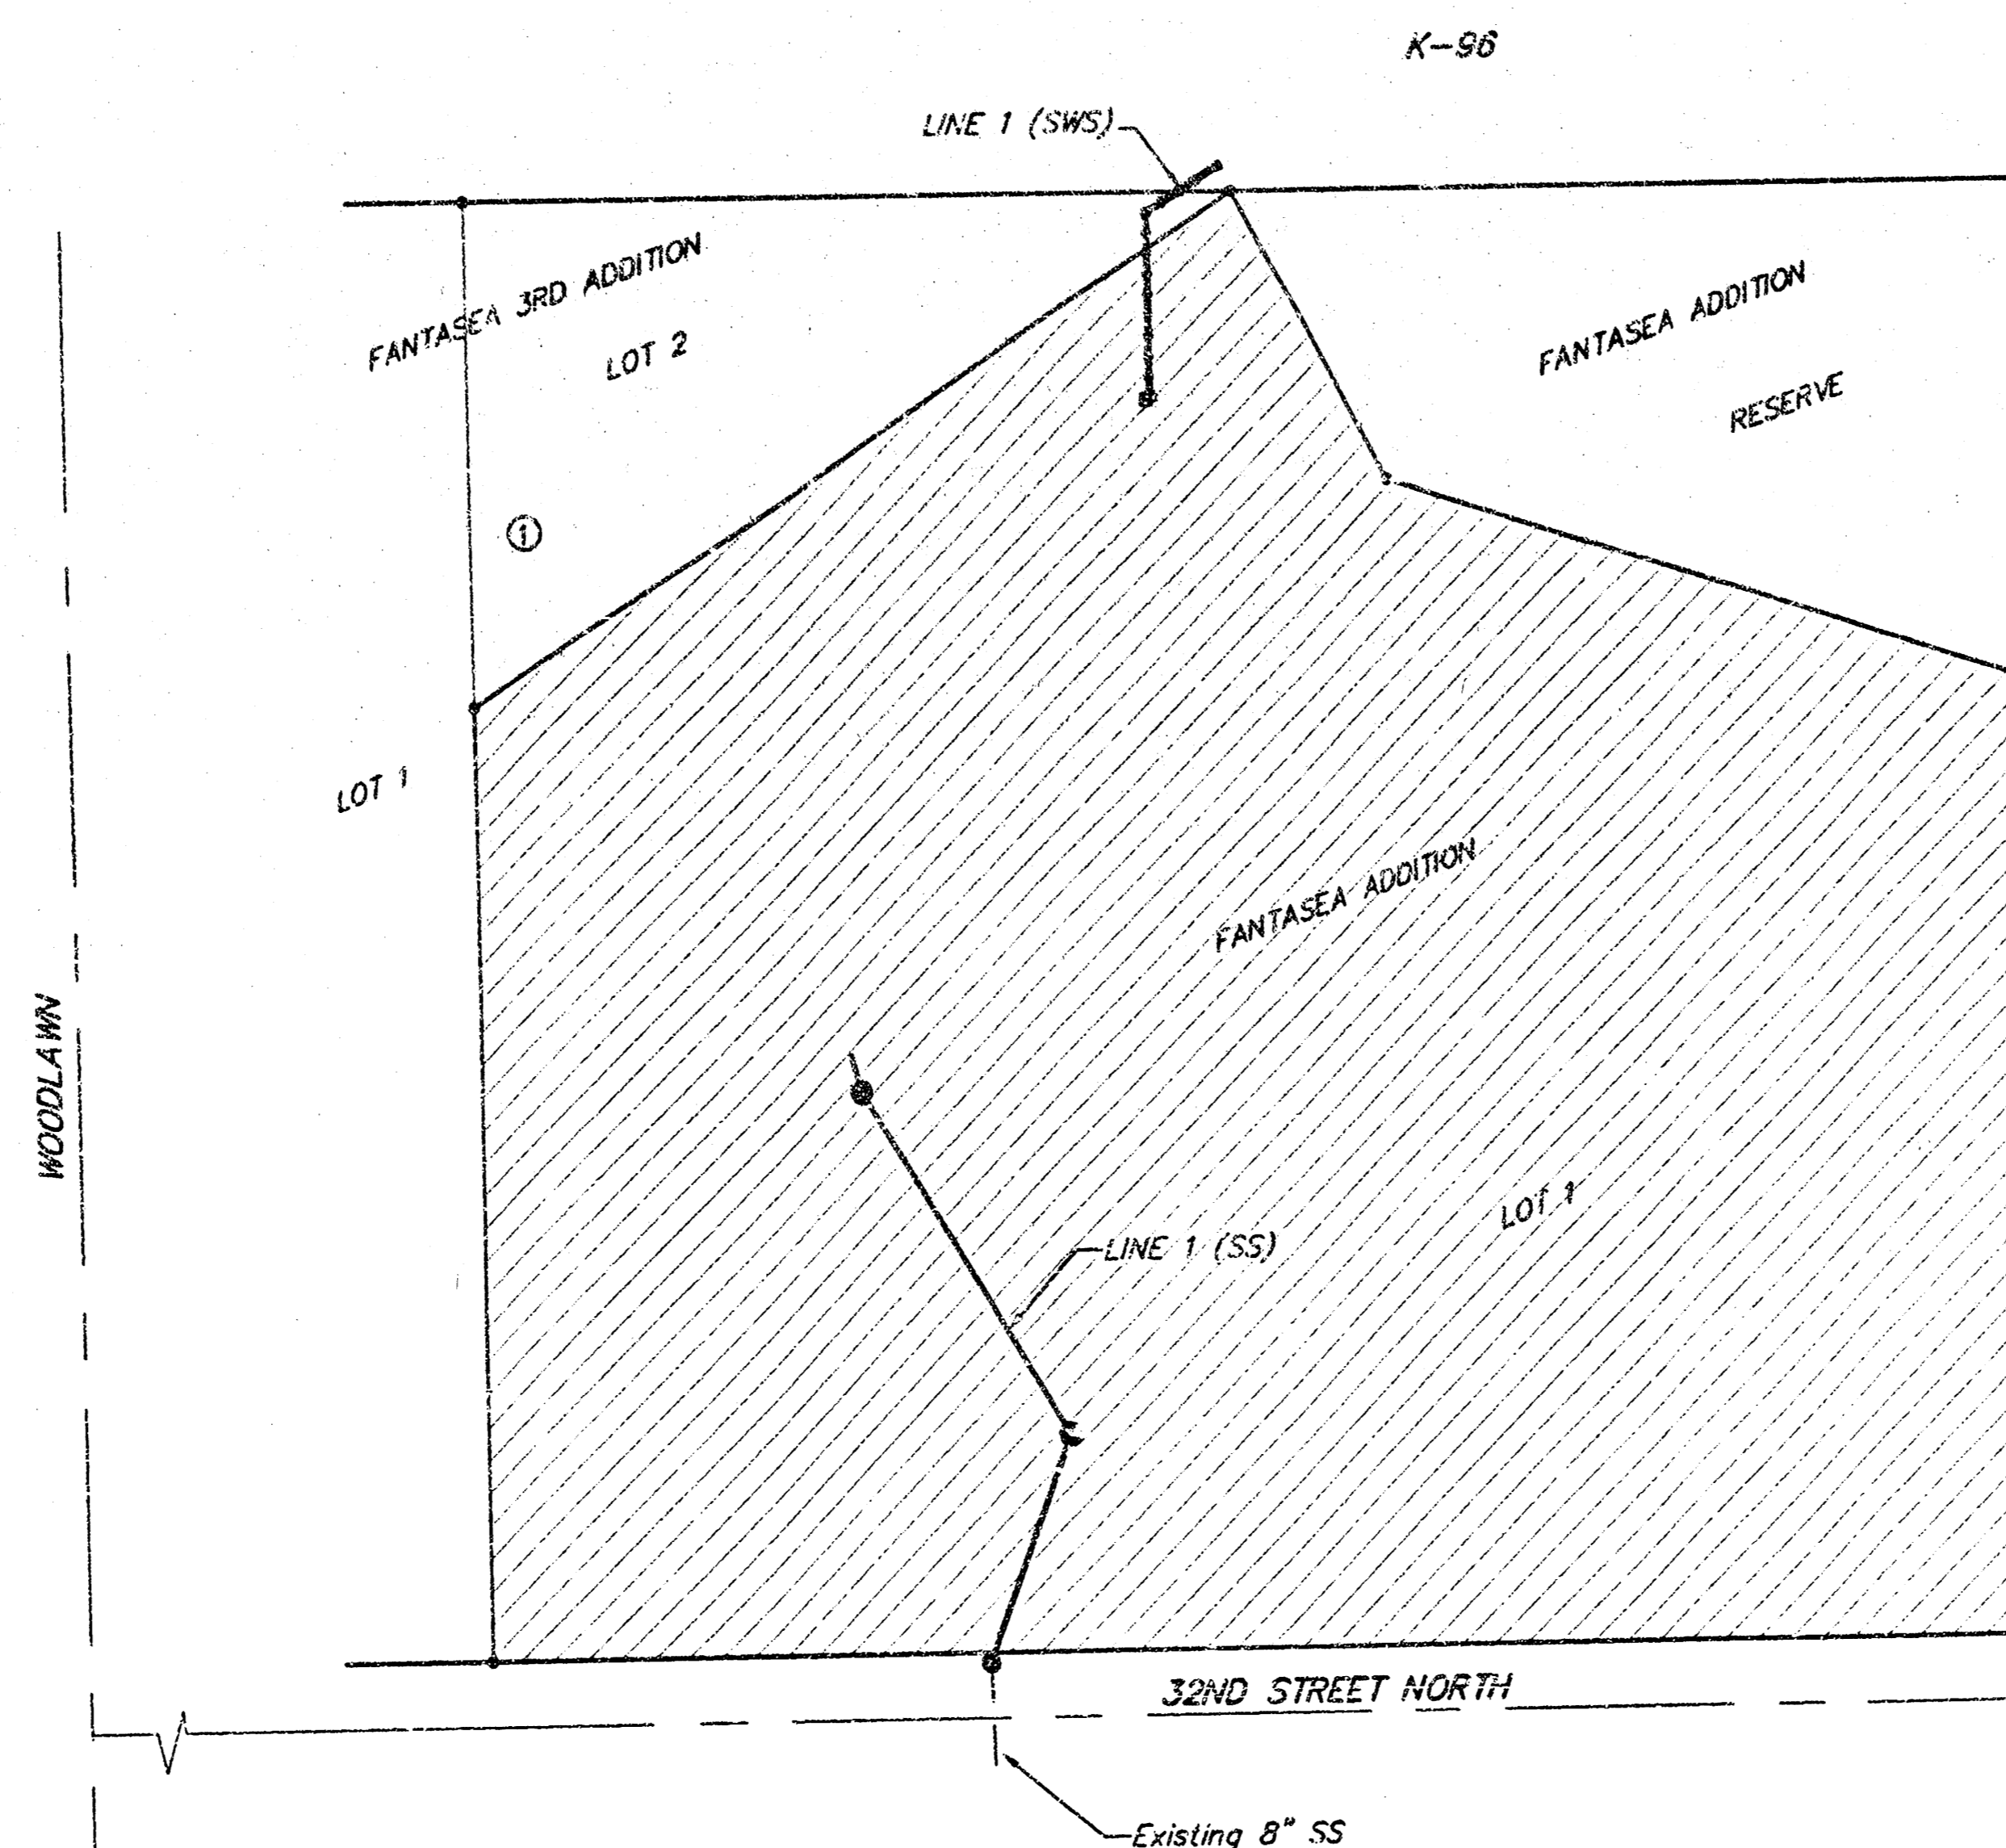 K-96
LINE 1 (SWS)
FANTASEA 3RD ADDITION
LOT 2
FANTASEA ADDITION
RESERVE
1
LOT 1
FANTASEA ADDITION
WOODLAWN
LOT 1
LINE 1 (SS)
32ND STREET NORTH
Existing 8" SS